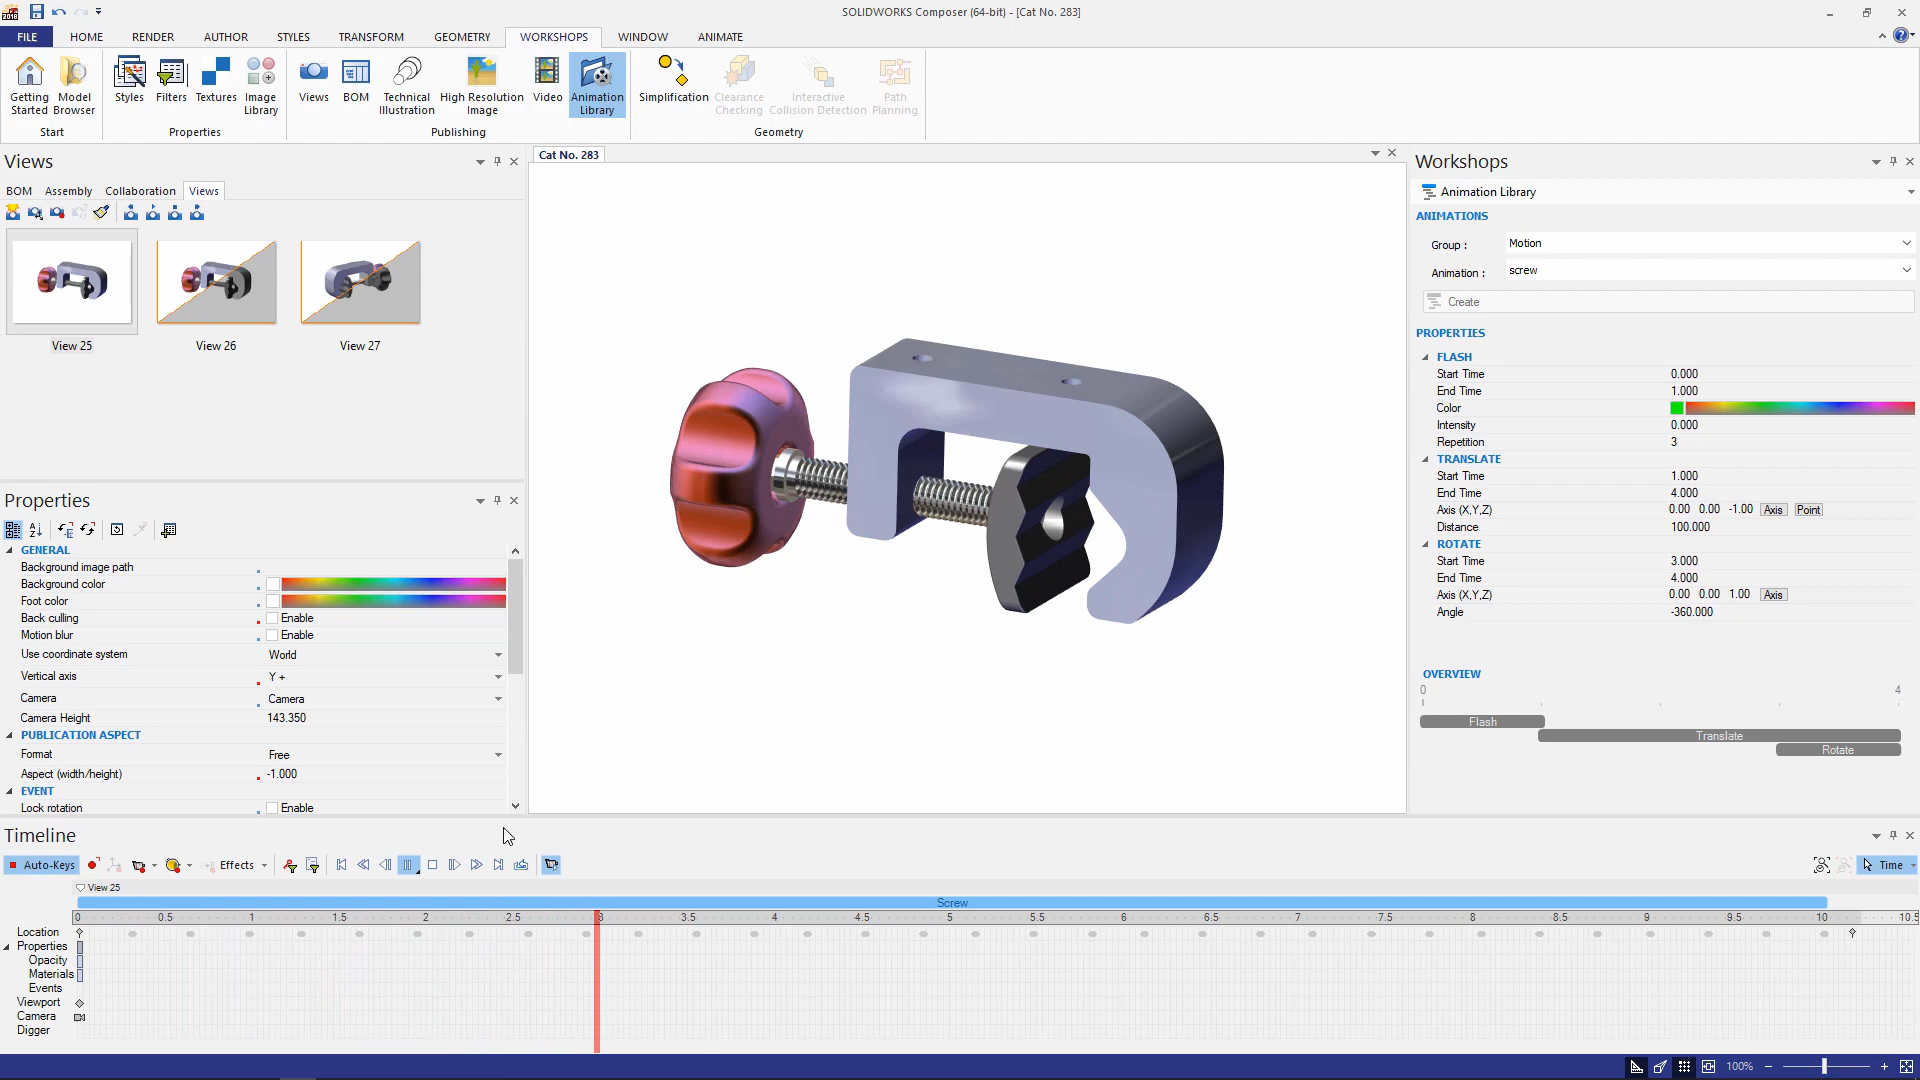 SOLIDWORKS Composer (64-bit) - [Cat No. 283]
FILE HOME RENDER AUTHOR STYLES TRANSFORM GEOMETRY WORKSHOPS WINDOW ANIMATE
Getting Started
Model Browser
Styles
Filters
Textures
Image Library
Views
BOM
Technical Illustration
High Resolution Image
Video
Animation Library
Simplification
Clearance Checking
Interactive Collision Detection
Path Planning
Start
Properties
Publishing
Geometry
Views
BOM Assembly Collaboration Views
View 25
View 26
View 27
Cat No. 283
Properties
GENERAL
Background image path
Background color
Foot color
Back culling Enable
Motion blur Enable
Use coordinate system World
Vertical axis Y +
Camera Camera
Camera Height 143.350
PUBLICATION ASPECT
Format Free
Aspect (width/height) -1.000
EVENT
Lock rotation Enable
Workshops
Animation Library
ANIMATIONS
Group : Motion
Animation : screw
Create
PROPERTIES
FLASH
Start Time 0.000
End Time 1.000
Color
Intensity 0.000
Repetition 3
TRANSLATE
Start Time 1.000
End Time 4.000
Axis (X,Y,Z) 0.00 0.00 -1.00 Axis Point
Distance 100.000
ROTATE
Start Time 3.000
End Time 4.000
Axis (X,Y,Z) 0.00 0.00 1.00 Axis
Angle -360.000
OVERVIEW
0 4
Flash
Translate
Rotate
Timeline
Auto-Keys Effects Time
View 25
Screw
0 0.5 1 1.5 2 2.5 3 3.5 4 4.5 5 5.5 6 6.5 7 7.5 8 8.5 9 9.5 10 10.5
Location
Properties
Opacity
Materials
Events
Viewport
Camera
Digger
100%